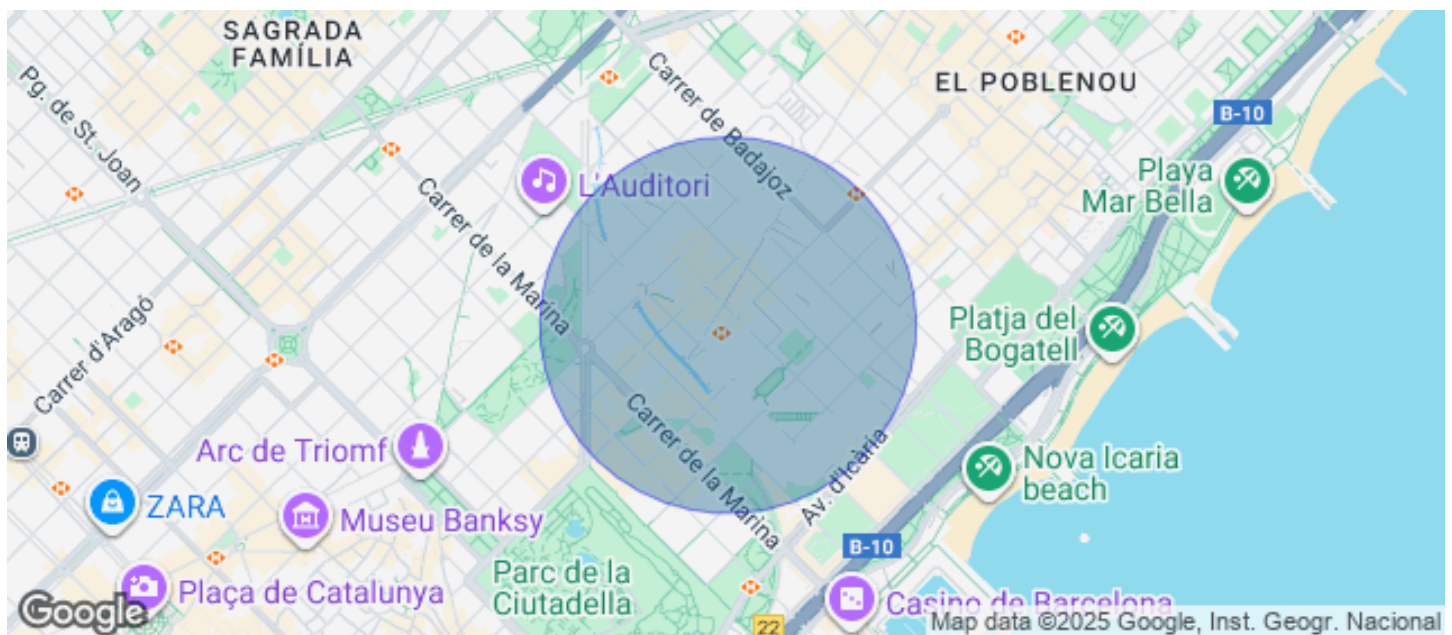 SAGRADA
FAMÍLIA
Pg. de St. Joan
Carrer de Badajoz
EL POBLENOU
B-10
Playa
Mar Bella
L'Auditori
Carrer de la Marina
Carrer d'Aragó
Platja del
Bogatell
Arc de Triomf
Carrer de la Marina
Av. d'Icària
Nova Icaria
beach
ZARA
Museu Banksy
B-10
Parc de la
Ciutadella
Plaça de Catalunya
Casino de Barcelona
22
Google
Map data ©2025 Google, Inst. Geogr. Nacional